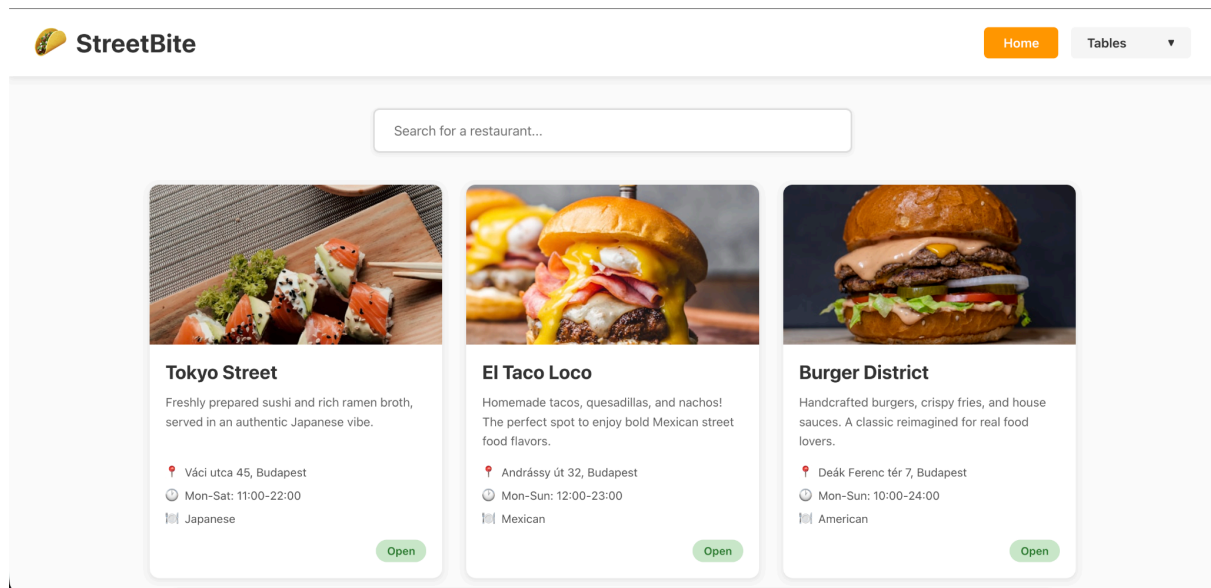 StreetBite
Home
Tables
Search for a restaurant...
Tokyo Street
Freshly prepared sushi and rich ramen broth,
served in an authentic Japanese vibe.
Váci utca 45, Budapest
Mon-Sat: 11:00-22:00
Japanese
Open
El Taco Loco
Homemade tacos, quesadillas, and nachos!
The perfect spot to enjoy bold Mexican street
food flavors.
Andrássy út 32, Budapest
Mon-Sun: 12:00-23:00
Mexican
Open
Burger District
Handcrafted burgers, crispy fries, and house
sauces. A classic reimagined for real food
lovers.
Deák Ferenc tér 7, Budapest
Mon-Sun: 10:00-24:00
American
Open